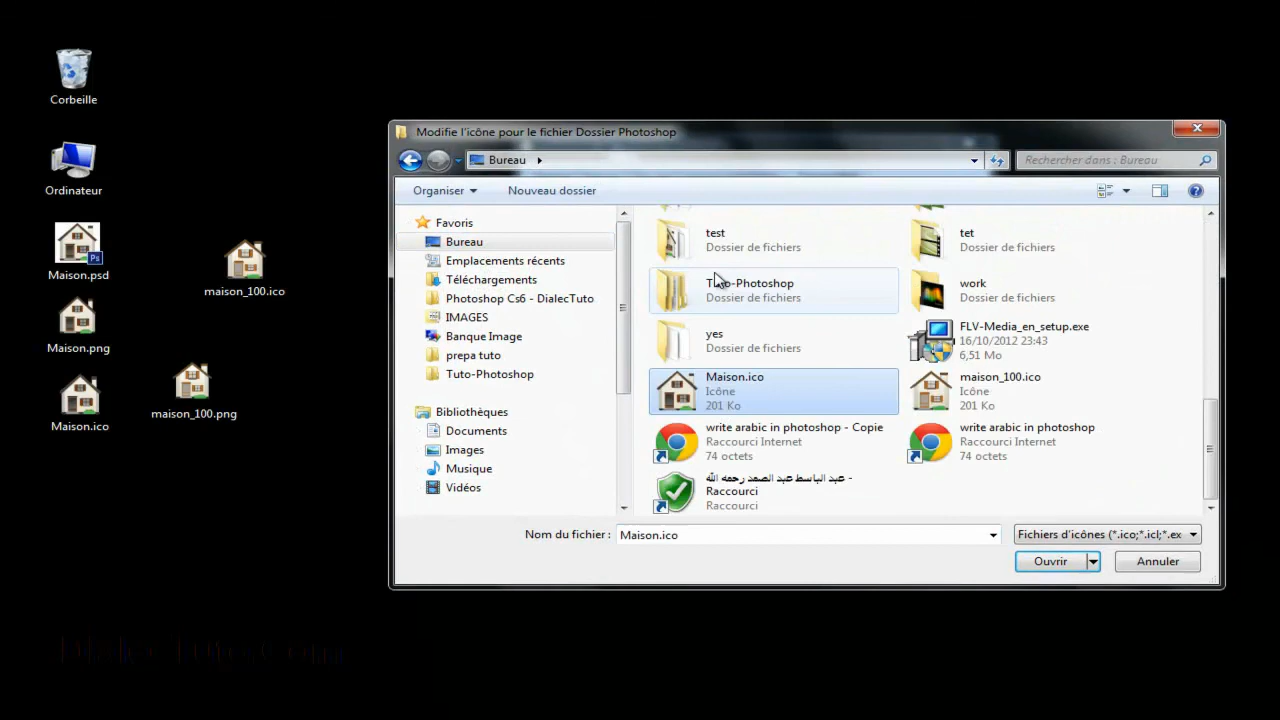 Corbeille
Ordinateur
Maison.psd
Ps
Maison.png
Maison.ico
maison_100.ico
maison_100.png
Modifie l'icône pour le fichier Dossier Photoshop
Bureau
Rechercher dans : Bureau
Organiser
Nouveau dossier
Favoris
Bureau
Emplacements récents
Téléchargements
Photoshop Cs6 - DialecTuto
IMAGES
Banque Image
prepa tuto
Tuto-Photoshop
Bibliothèques
Documents
Images
Musique
Vidéos
test
Dossier de fichiers
tet
Dossier de fichiers
Tuto-Photoshop
Dossier de fichiers
work
Dossier de fichiers
yes
Dossier de fichiers
FLV-Media_en_setup.exe
16/10/2012 23:43
6,51 Mo
Maison.ico
Icône
201 Ko
maison_100.ico
Icône
201 Ko
write arabic in photoshop - Copie
Raccourci Internet
74 octets
write arabic in photoshop
Raccourci Internet
74 octets
عبد الباسط عبد الصمد رحمه الله -
Raccourci
Raccourci
Nom du fichier :
Maison.ico
Fichiers d'icônes (*.ico;*.icl;*.ex
Ouvrir
Annuler